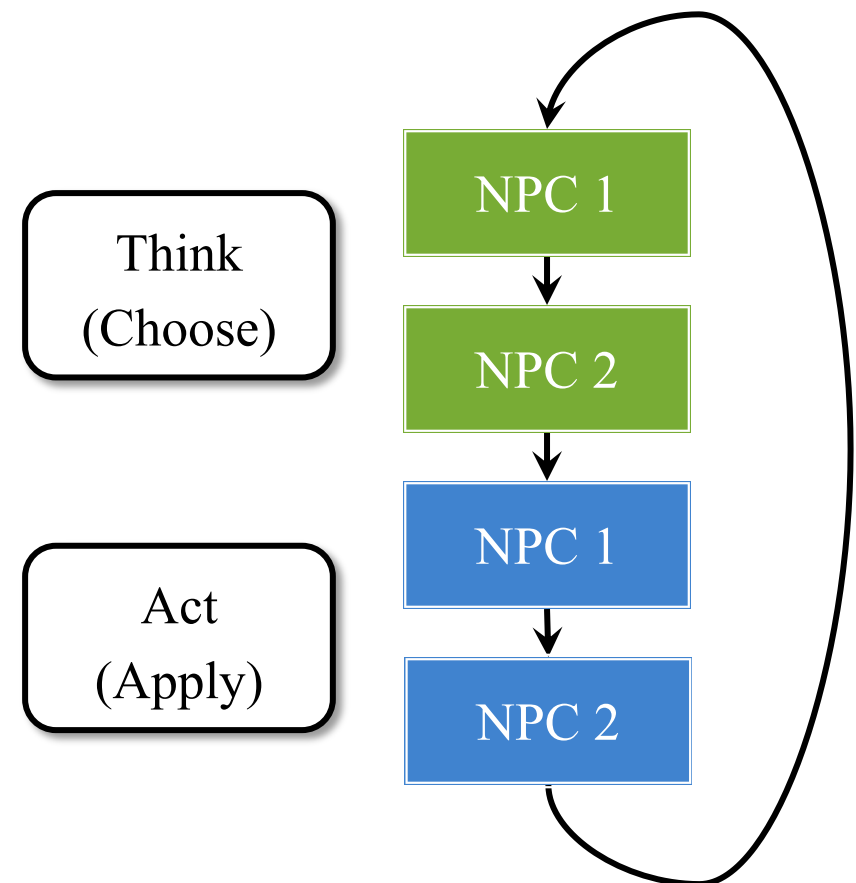 Think
(Choose)
Act
(Apply)
NPC 1
NPC 2
NPC 1
NPC 2